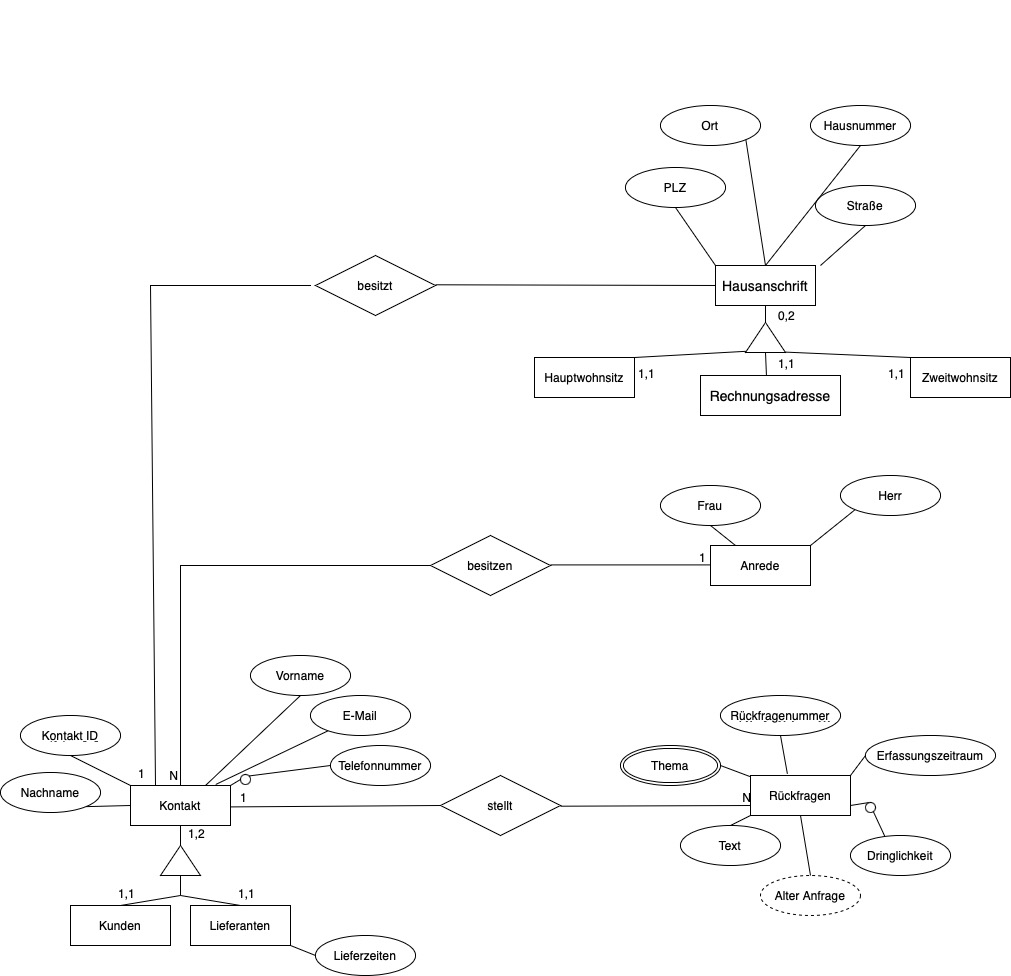 Ort
Hausnummer
PLZ
Straße
besitzt
Hausanschrift
0,2
Hauptwohnsitz
1,1
1,1
1,1
Zweitwohnsitz
Rechnungsadresse
Frau
Herr
besitzen
1
Anrede
Vorname
E-Mail
Rückfragenummer
Kontakt_ID
Erfassungszeitraum
Telefonnummer
Thema
1
N
Nachname
Kontakt
1
stellt
N
Rückfragen
1,2
Text
Dringlichkeit
Alter Anfrage
1,1
1,1
Kunden
Lieferanten
Lieferzeiten